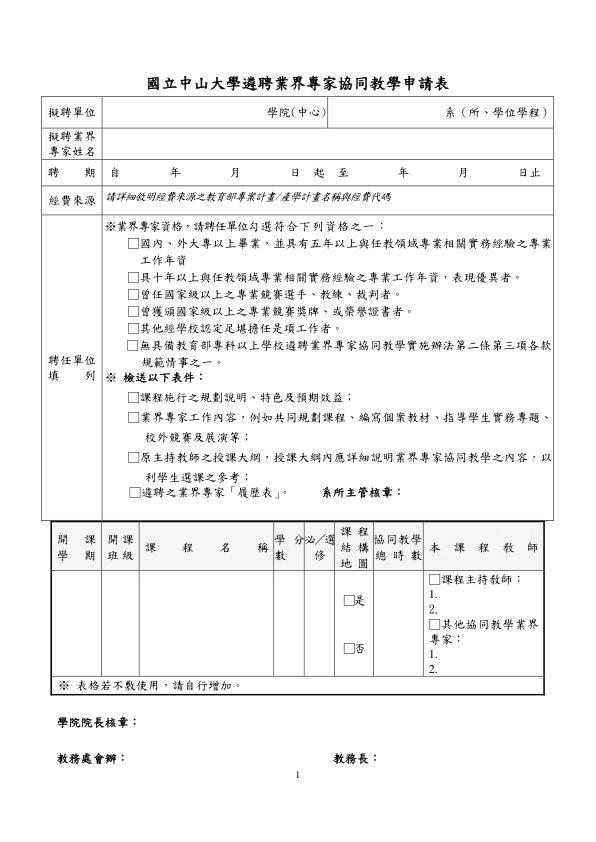 國立中山大學遴聘業界專家協同教學申請表
擬聘單位 學院(中心) 系（所、學位學程）
擬聘業界
專家姓名
聘 期 自 年 月 日 起 至 年 月 日止
經費來源 請詳細敘明經費來源之教育部專案計畫/產學計畫名稱與經費代碼
聘任單位
填 列
※業界專家資格，請聘任單位勾選符合下列資格之一：
□國內、外大專以上畢業，並具有五年以上與任教領域專業相關實務經驗之專業
工作年資
□具十年以上與任教領域專業相關實務經驗之專業工作年資，表現優異者。
□曾任國家級以上之專業競賽選手、教練、裁判者。
□曾獲頒國家級以上之專業競賽獎牌、或榮譽證書者。
□其他經學校認定足堪擔任是項工作者。
□無具備教育部專科以上學校遴聘業界專家協同教學實施辦法第二條第三項各款
規範情事之一。
※ 檢送以下表件：
□課程施行之規劃說明、特色及預期效益；
□業界專家工作內容，例如共同規劃課程、編寫個案教材、指導學生實務專題、
校外競賽及展演等；
□原主持教師之授課大綱，授課大綱內應詳細說明業界專家協同教學之內容，以
利學生選課之參考；
□遴聘之業界專家「履歷表」。 系所主管核章：
開 課
學 期
開課
班級
課 程 名 稱
學 分
數
必/選
修
課 程
結 構
地 圖
協同教學
總 時 數
本 課 程 教 師
□是
□否
□課程主持教師：
1.
2.
□其他協同教學業界
專家：
1.
2.
※ 表格若不敷使用，請自行增加。
學院院長核章：
教務處會辦： 教務長：
1